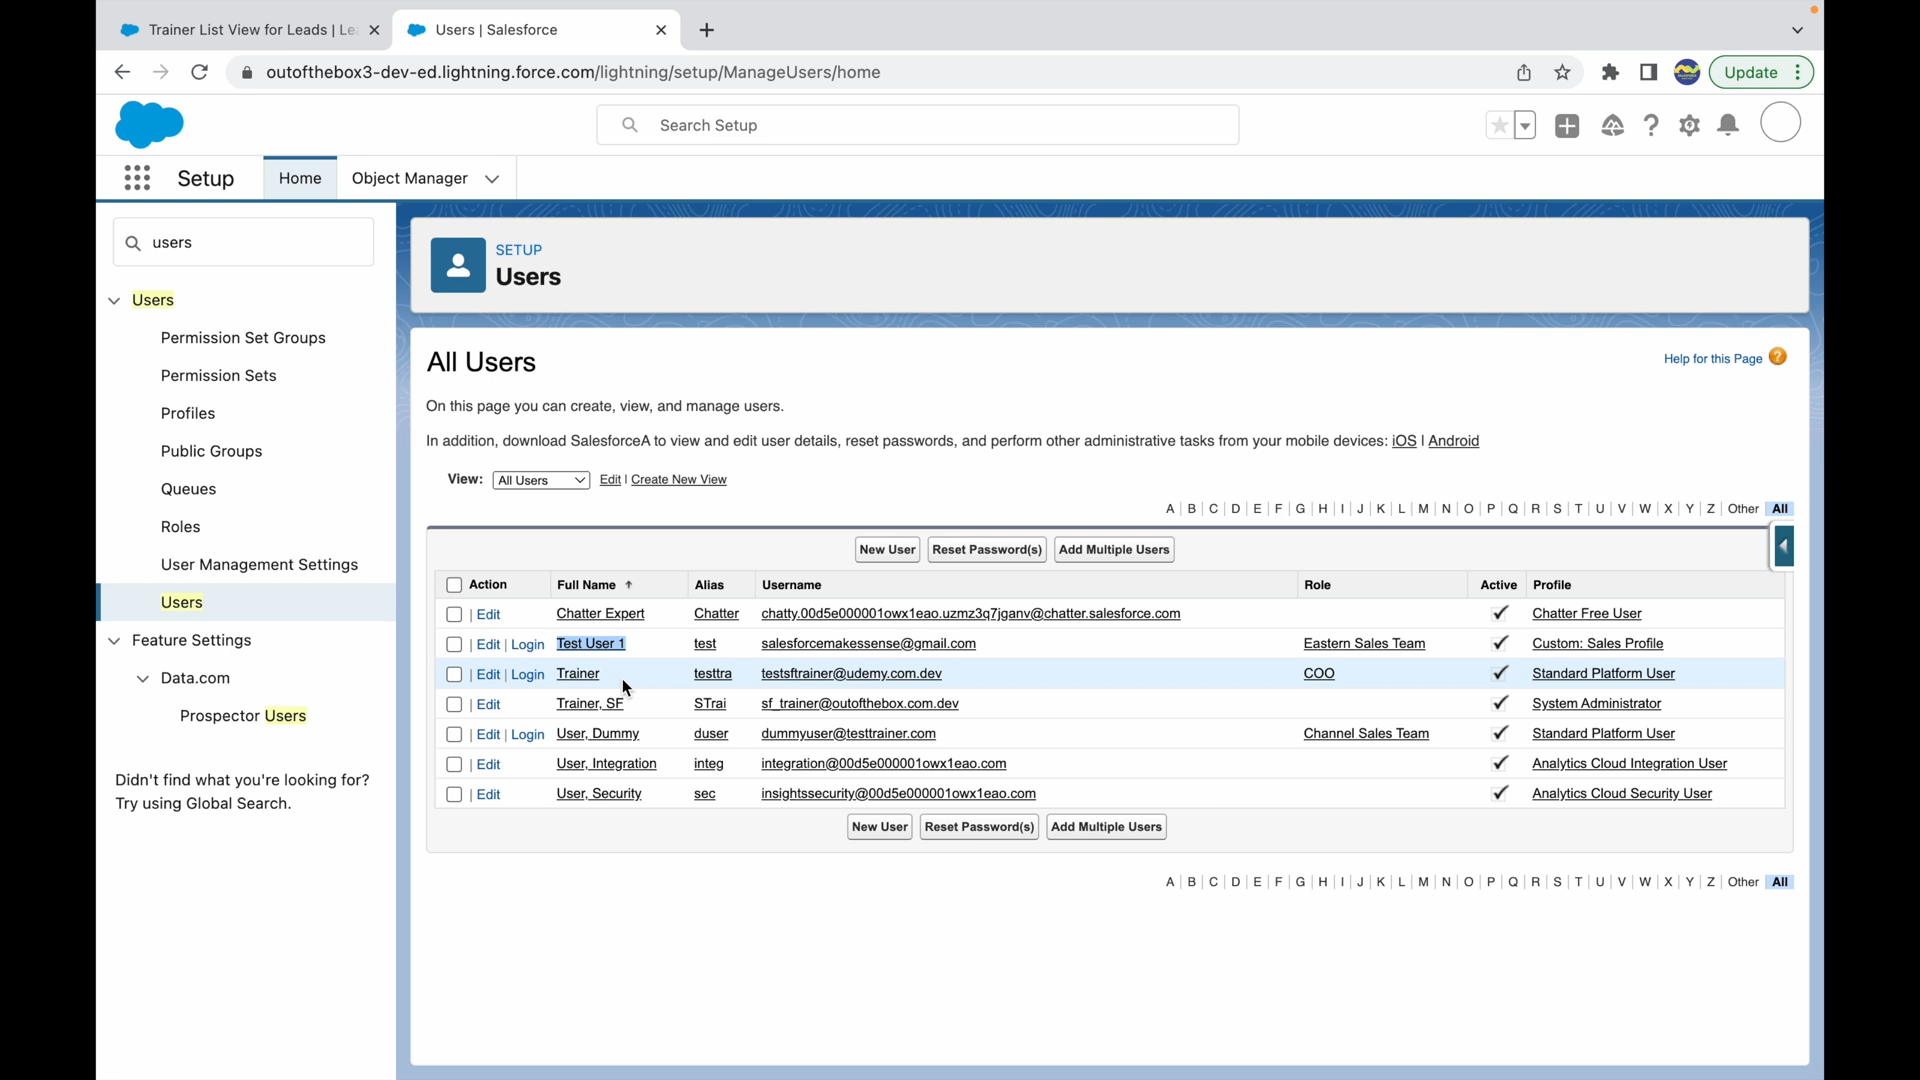 Trainer List View for Leads | Le
Users | Salesforce
outofthebox3-dev-ed.lightning.force.com/lightning/setup/ManageUsers/home
Update
Search Setup
Setup
Home
Object Manager
users
Users
Permission Set Groups
Permission Sets
Profiles
Public Groups
Queues
Roles
User Management Settings
Users
Feature Settings
Data.com
Prospector Users
Didn't find what you're looking for?
Try using Global Search.
SETUP
Users
All Users
Help for this Page
On this page you can create, view, and manage users.
In addition, download SalesforceA to view and edit user details, reset passwords, and perform other administrative tasks from your mobile devices: iOS | Android
View: All Users Edit | Create New View
A | B | C | D | E | F | G | H | I | J | K | L | M | N | O | P | Q | R | S | T | U | V | W | X | Y | Z | Other All
New User Reset Password(s) Add Multiple Users
Action Full Name Alias Username Role Active Profile
| Edit Chatter Expert Chatter chatty.00d5e000001owx1eao.uzmz3q7jganv@chatter.salesforce.com Chatter Free User
| Edit | Login Test User 1 test salesforcemakessense@gmail.com Eastern Sales Team Custom: Sales Profile
| Edit | Login Trainer testtra testsftrainer@udemy.com.dev COO Standard Platform User
| Edit Trainer, SF STrai sf_trainer@outofthebox.com.dev System Administrator
| Edit | Login User, Dummy duser dummyuser@testtrainer.com Channel Sales Team Standard Platform User
| Edit User, Integration integ integration@00d5e000001owx1eao.com Analytics Cloud Integration User
| Edit User, Security sec insightssecurity@00d5e000001owx1eao.com Analytics Cloud Security User
New User Reset Password(s) Add Multiple Users
A | B | C | D | E | F | G | H | I | J | K | L | M | N | O | P | Q | R | S | T | U | V | W | X | Y | Z | Other All